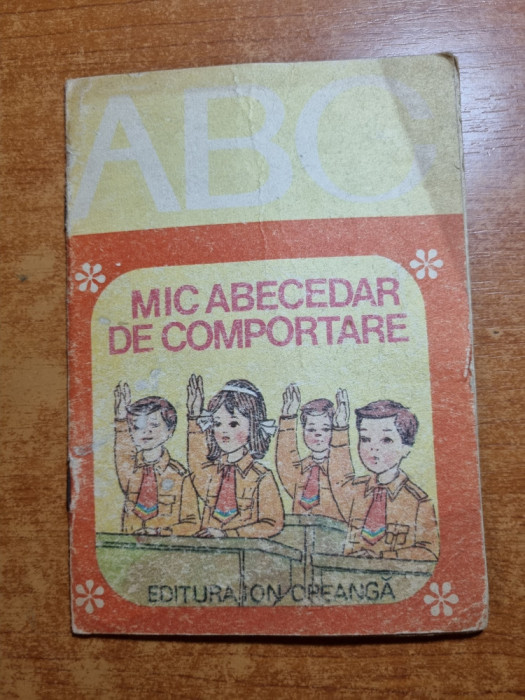 ABC
MIC ABECEDAR
DE COMPORTARE
EDITURA ION CREANGĂ